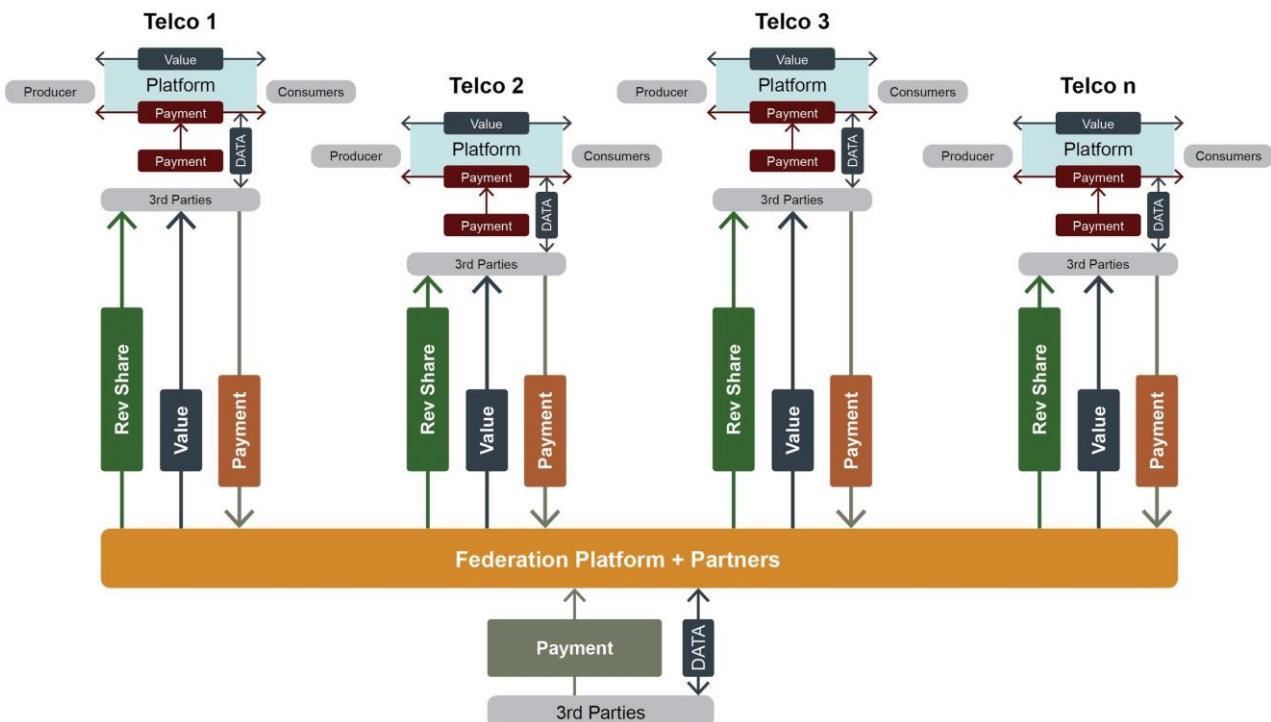 Telco 1
Value
Platform
Producer
Consumers
Payment
DATA
Payment
3rd Parties
Rev Share
Value
Payment
Telco 2
Value
Platform
Producer
Consumers
Payment
DATA
Payment
3rd Parties
Rev Share
Value
Payment
Telco 3
Value
Platform
Producer
Consumers
Payment
DATA
Payment
3rd Parties
Rev Share
Value
Payment
Telco n
Value
Platform
Producer
Consumers
Payment
DATA
Payment
3rd Parties
Rev Share
Value
Payment
Federation Platform + Partners
Payment
DATA
3rd Parties